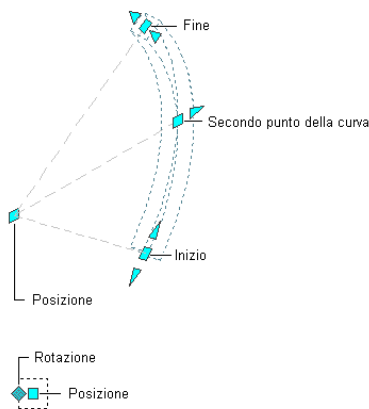 Fine
Secondo punto della curva
Inizio
Posizione
Rotazione
Posizione